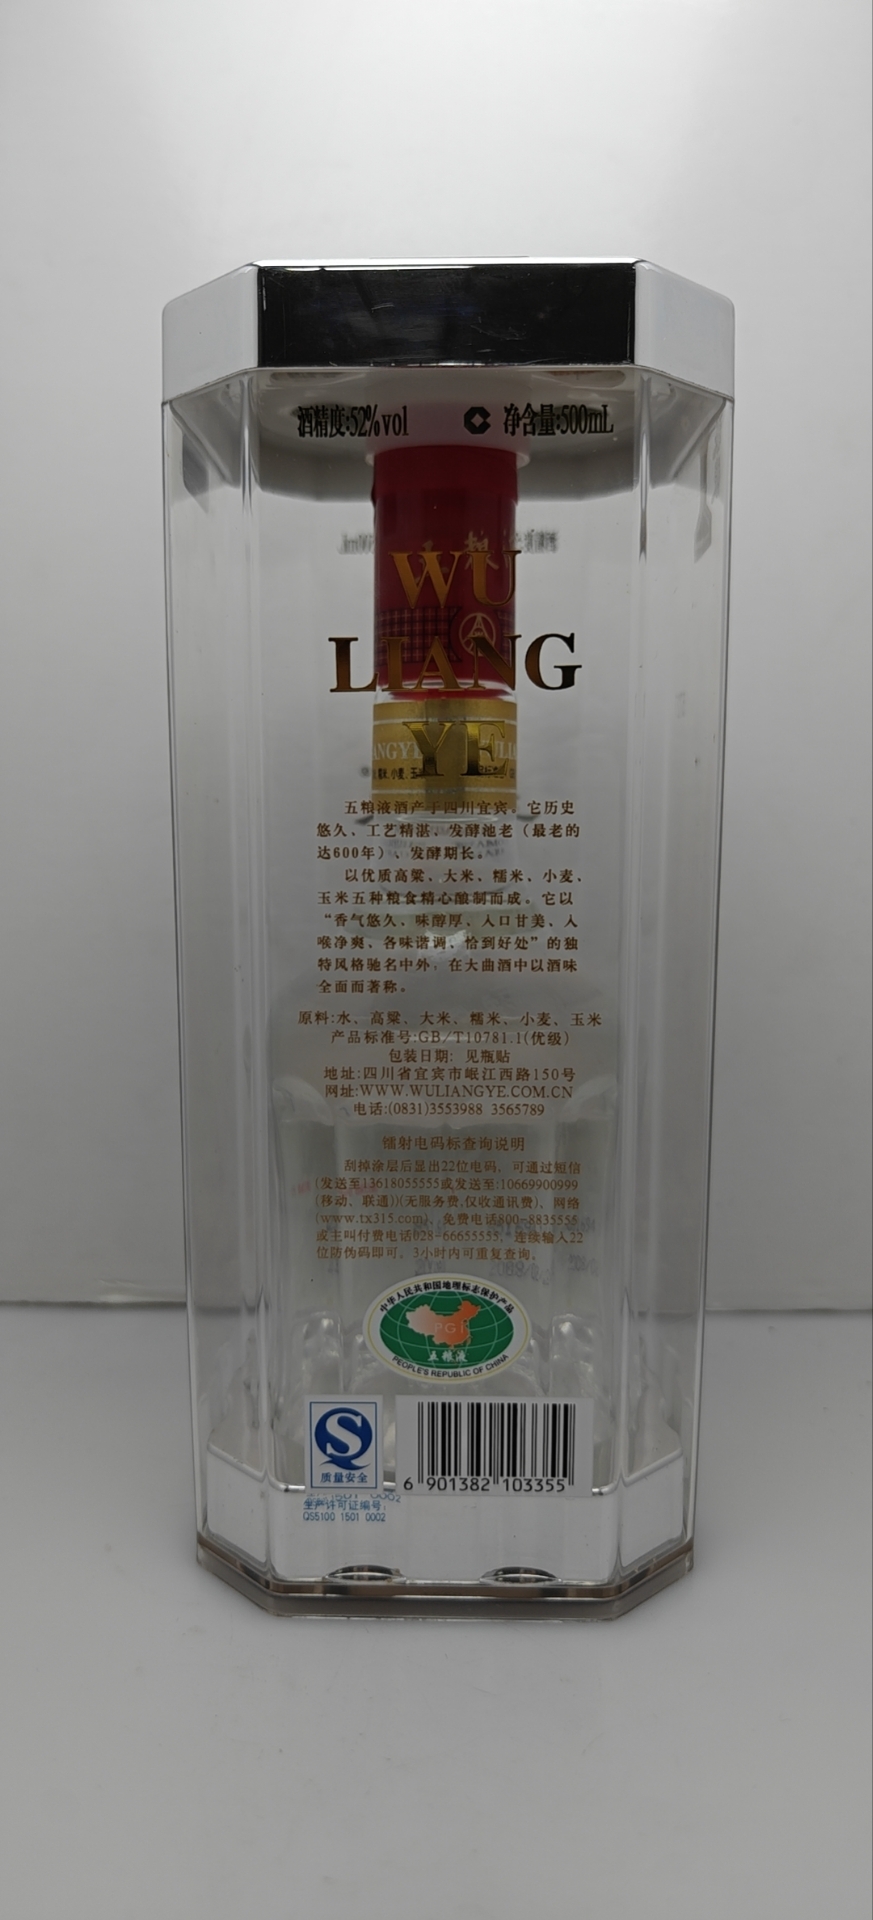 酒精度:52%vol 净含量:500mL
WU
LIANG
YE
五粮液酒产于四川宜宾。它历史
悠久、工艺精湛、发酵池老（最老的
达600年）、发酵期长。
以优质高粱、大米、糯米、小麦、
玉米五种粮食精心酿制而成。它以
“香气悠久、味醇厚、入口甘美、入
喉净爽、各味谐调、恰到好处”的独
特风格驰名中外，在大曲酒中以酒味
全面而著称。
原料:水、高粱、大米、糯米、小麦、玉米
产品标准号:GB/T10781.1(优级)
包装日期: 见瓶贴
地址:四川省宜宾市岷江西路150号
网址:WWW.WULIANGYE.COM.CN
电话:(0831)3553988 3565789
镭射电码标查询说明
刮掉涂层后显出22位电码，可通过短信
(发送至13618055555或发送至:10669900999
(移动、联通))(无服务费,仅收通讯费)、网络
(www.tx315.com)、免费电话800-8835555
或主叫付费电话028-66655555,"连续输入22
位防伪码即可。3小时内可重复查询。
中华人民共和国地理标志保护产品
PGI
五粮液
PEOPLE'S REPUBLIC OF CHINA
质量安全
6 901382 103355
生产许可证编号:
QS5100 1501 0002